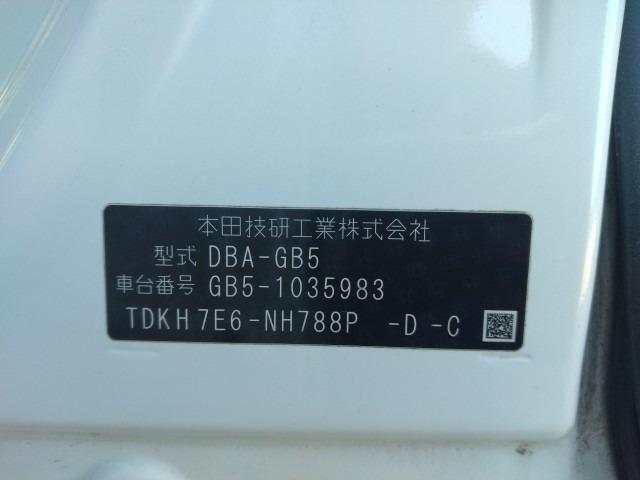 本田技研工業株式会社
型式 DBA-GB5
車台番号 GB5-1035983
TDKH7E6-NH788P -D-C